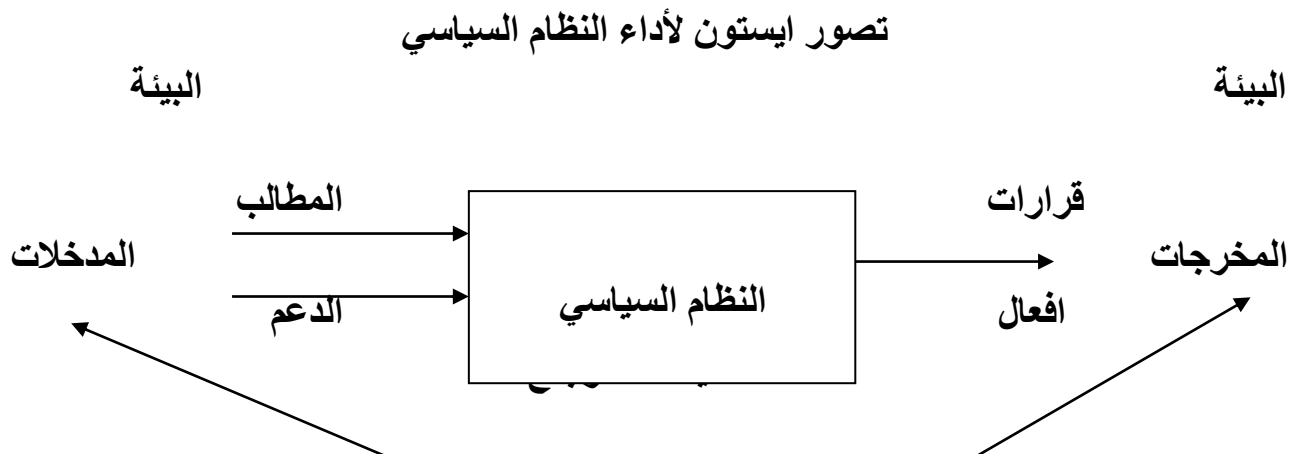 تصور ايستون لأداء النظام السياسي
البيئة البيئة
المطالب قرارات
المدخلات المخرجات
الدعم النظام السياسي افعال